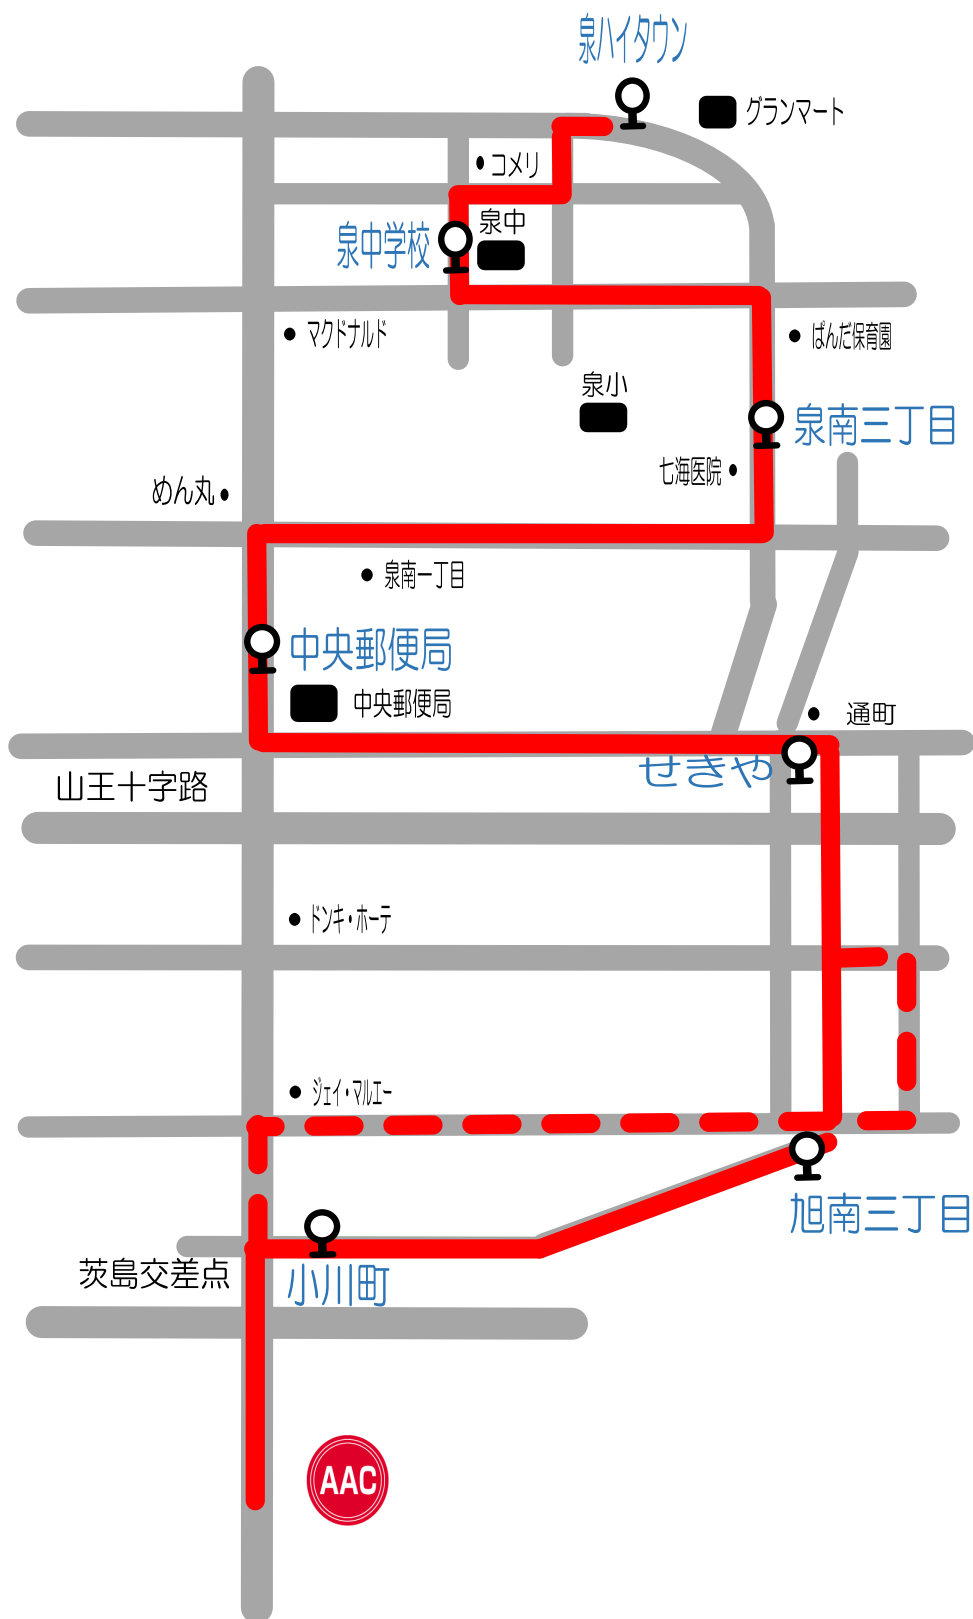 泉ハイタウン
グランマート
コメリ
泉中
泉中学校
マクドナルド
ぱんだ保育園
泉小
泉南三丁目
七海医院
めん丸
泉南一丁目
中央郵便局
中央郵便局
通町
せきや
山王十字路
ドンキ・ホーテ
ジェイ・マルエー
旭南三丁目
茨島交差点
小川町
AAC